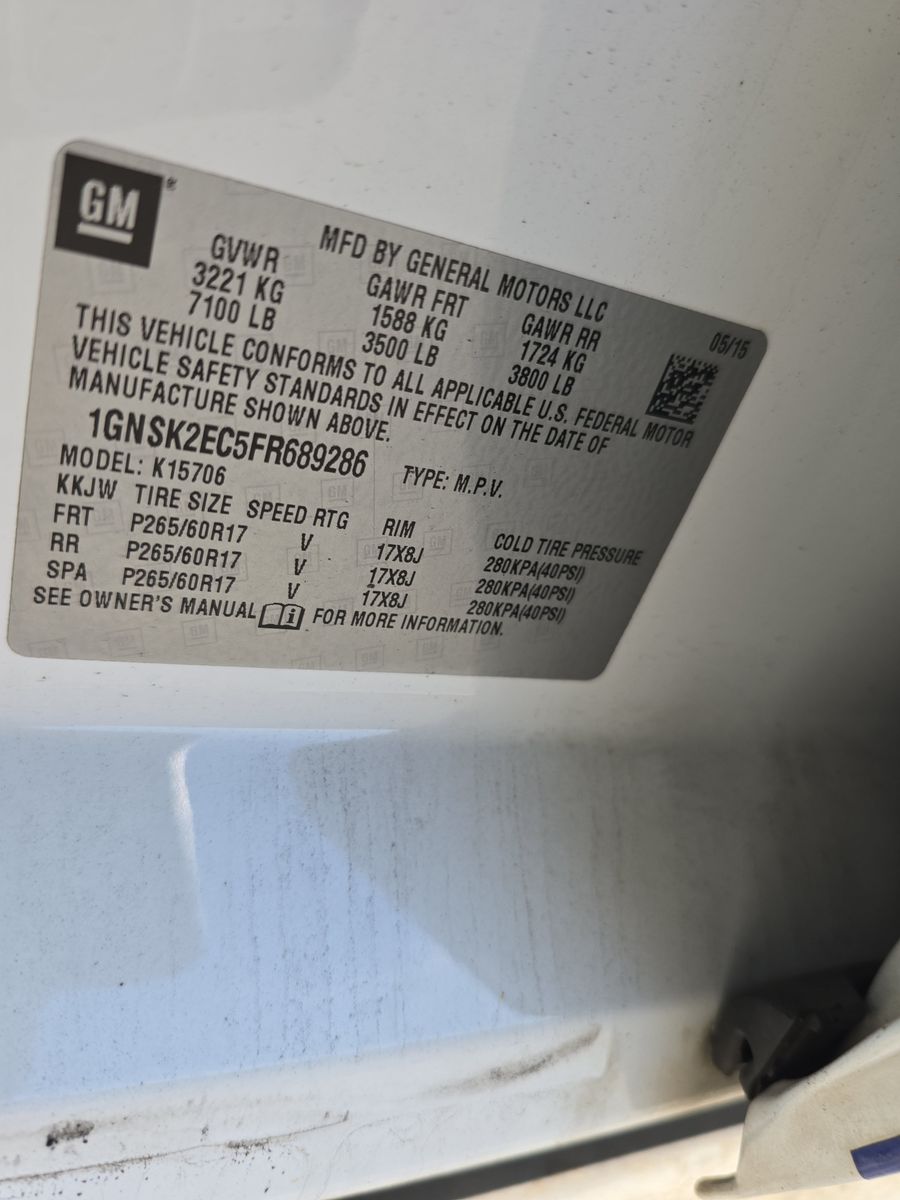 GM ®
MFD BY GENERAL MOTORS LLC
05/15
GVWR GAWR FRT GAWR RR
3221 KG 1588 KG 1724 KG
7100 LB 3500 LB 3800 LB
THIS VEHICLE CONFORMS TO ALL APPLICABLE U.S. FEDERAL MOTOR
VEHICLE SAFETY STANDARDS IN EFFECT ON THE DATE OF
MANUFACTURE SHOWN ABOVE.
1GNSK2EC5FR689286 TYPE: M.P.V.
MODEL: K15706
KKJW TIRE SIZE SPEED RTG RIM COLD TIRE PRESSURE
FRT P265/60R17 V 17X8J 280KPA(40PSI)
RR P265/60R17 V 17X8J 280KPA(40PSI)
SPA P265/60R17 V 17X8J 280KPA(40PSI)
SEE OWNER'S MANUAL i FOR MORE INFORMATION.